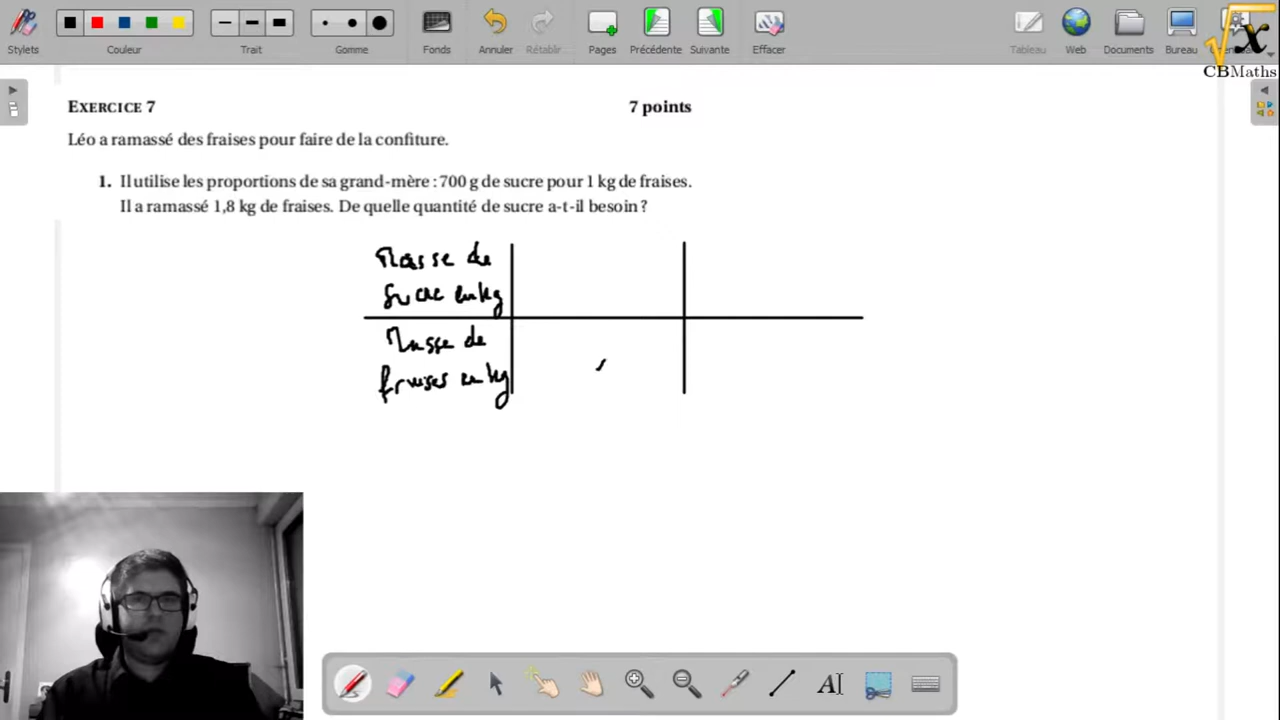 Stylets Couleur Trait Gomme Fonds Annuler Rétablir Pages Précédente Suivante Effacer Tableau Web Documents Bureau
CBMaths
EXERCICE 7 7 points
Léo a ramassé des fraises pour faire de la confiture.
1. Il utilise les proportions de sa grand-mère : 700 g de sucre pour 1 kg de fraises.
Il a ramassé 1,8 kg de fraises. De quelle quantité de sucre a-t-il besoin ?
Masse de
sucre en kg
Masse de
fraises en kg